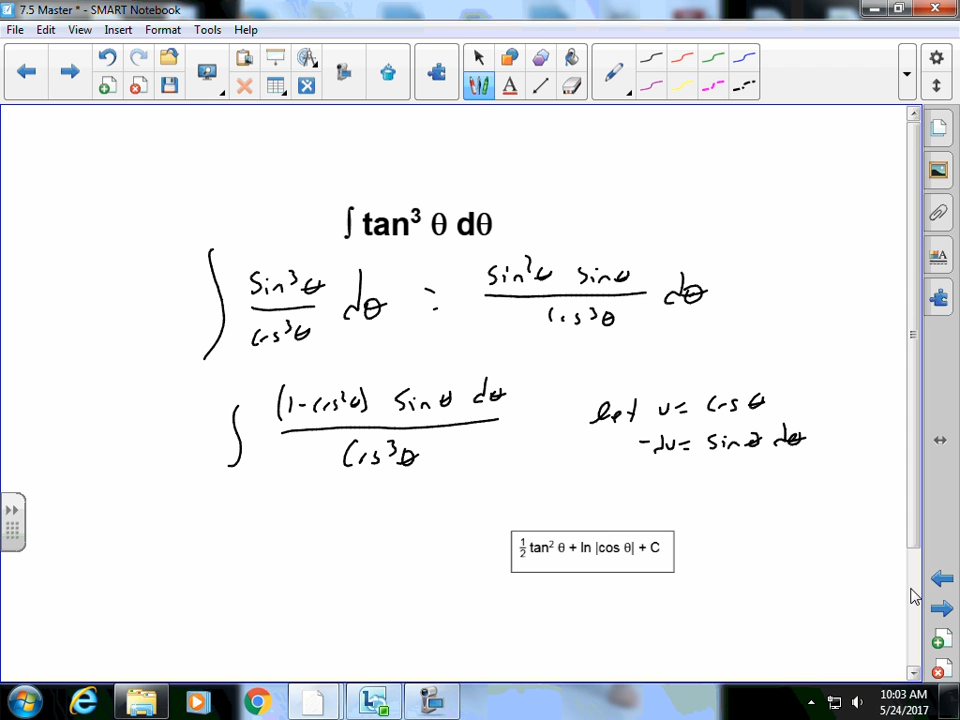 7.5 Master * - SMART Notebook
File Edit View Insert Format Tools Help
∫ tan³ θ dθ
∫ sin³θ / cos³θ dθ = sin²θ sinθ / cos³θ dθ
∫ (1-cos²θ) sinθ dθ / cos³θ
let u = cos θ
-du = sinθ dθ
½ tan² θ + ln |cos θ| + C
10:03 AM
5/24/2017